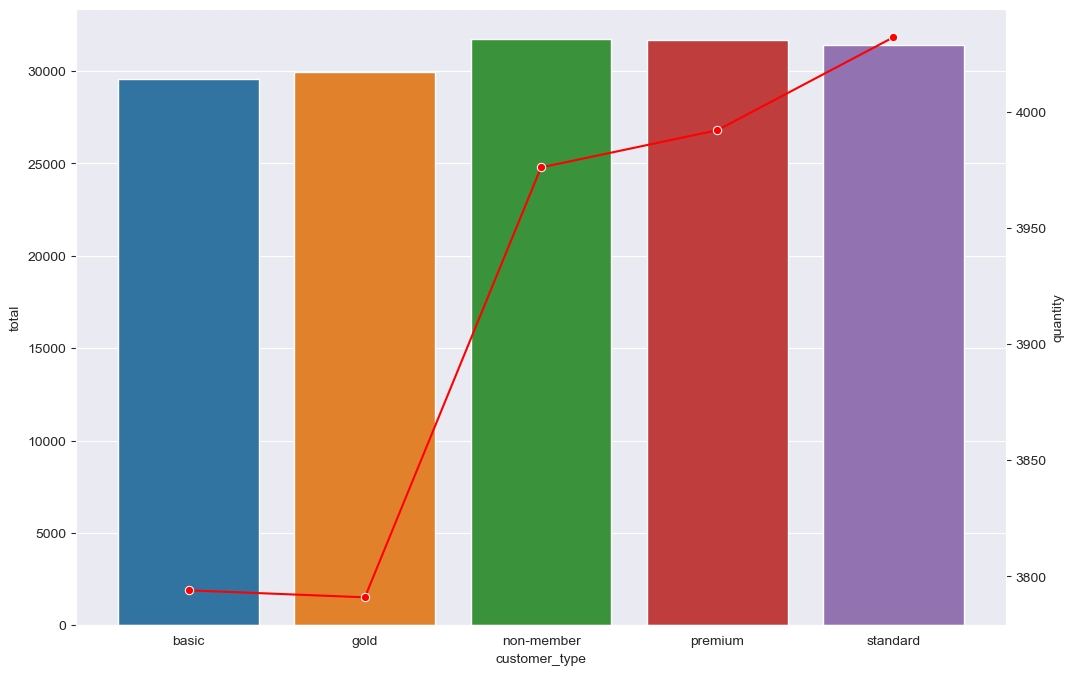 total
30000
25000
20000
15000
10000
5000
0
basic
gold
non-member
premium
standard
customer_type
4000
3950
3900
3850
3800
quantity